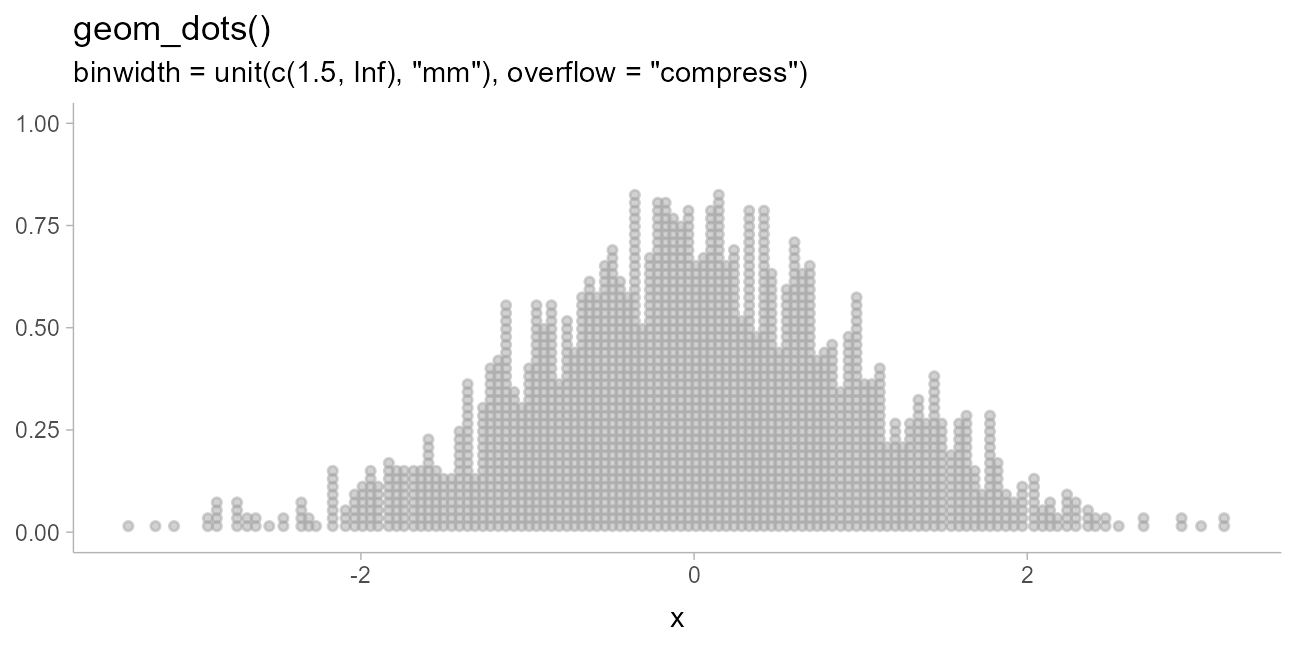 geom_dots()
binwidth = unit(c(1.5, Inf), "mm"), overflow = "compress")
1.00
0.75
0.50
0.25
0.00
-2 0 2
x